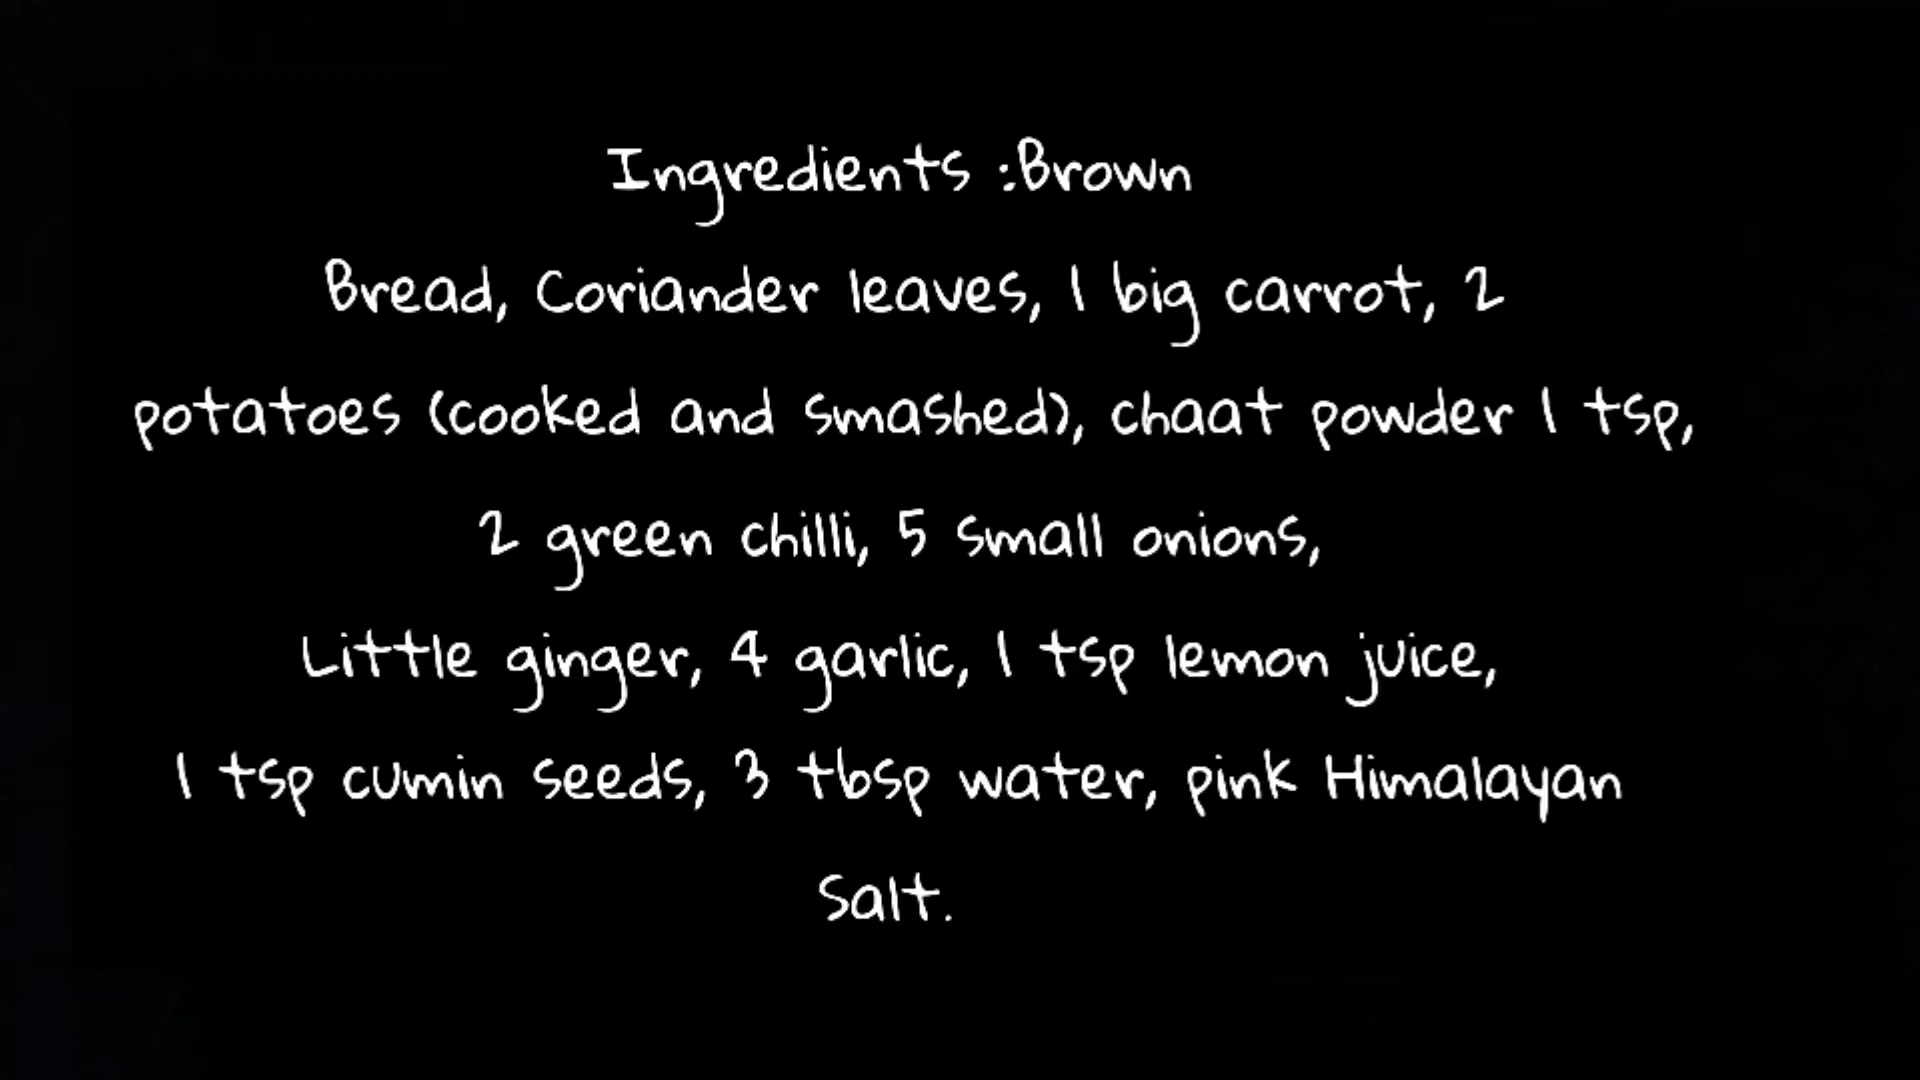 Ingredients :Brown
Bread, Coriander leaves, 1 big carrot, 2
potatoes (cooked and smashed), chaat powder 1 tsp,
2 green chilli, 5 small onions,
Little ginger, 4 garlic, 1 tsp lemon juice,
1 tsp cumin seeds, 3 tbsp water, pink Himalayan
Salt.